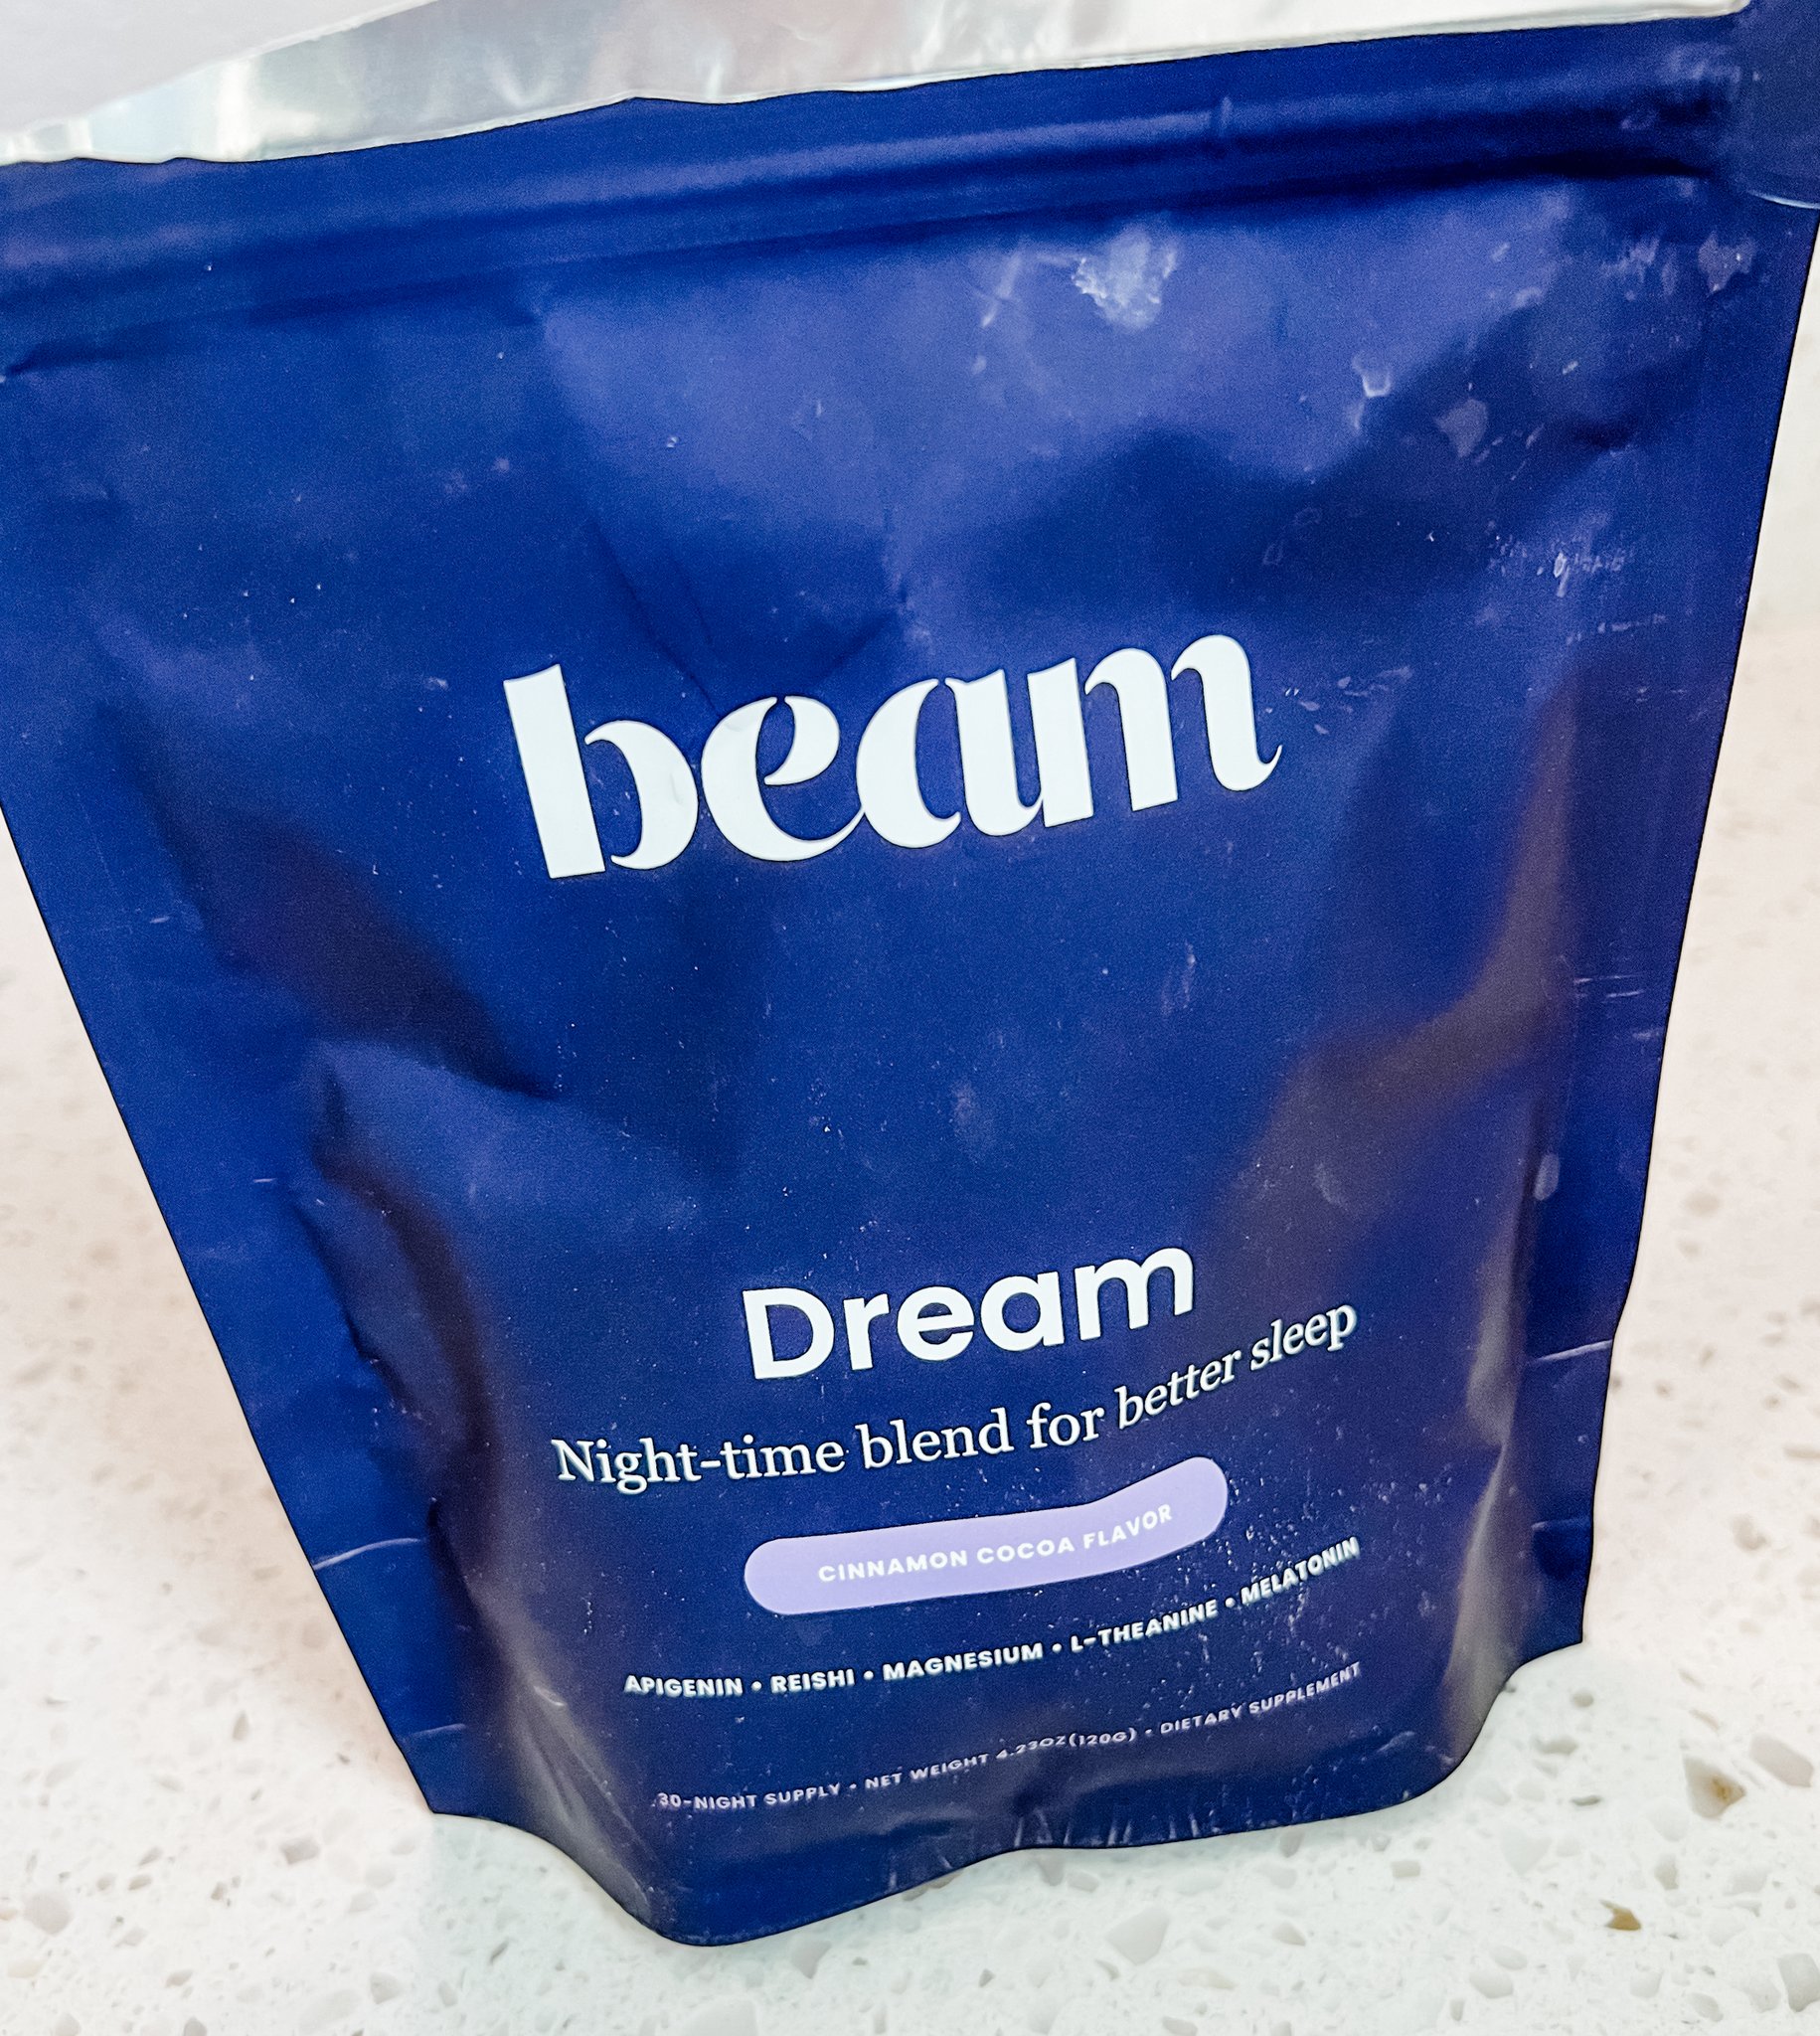 beam
Dream
Night-time blend for better sleep
CINNAMON COCOA FLAVOR
APIGENIN • REISHI • MAGNESIUM • L-THEANINE • MELATONIN
30-NIGHT SUPPLY • NET WEIGHT 4.23OZ(120G) • DIETARY SUPPLEMENT